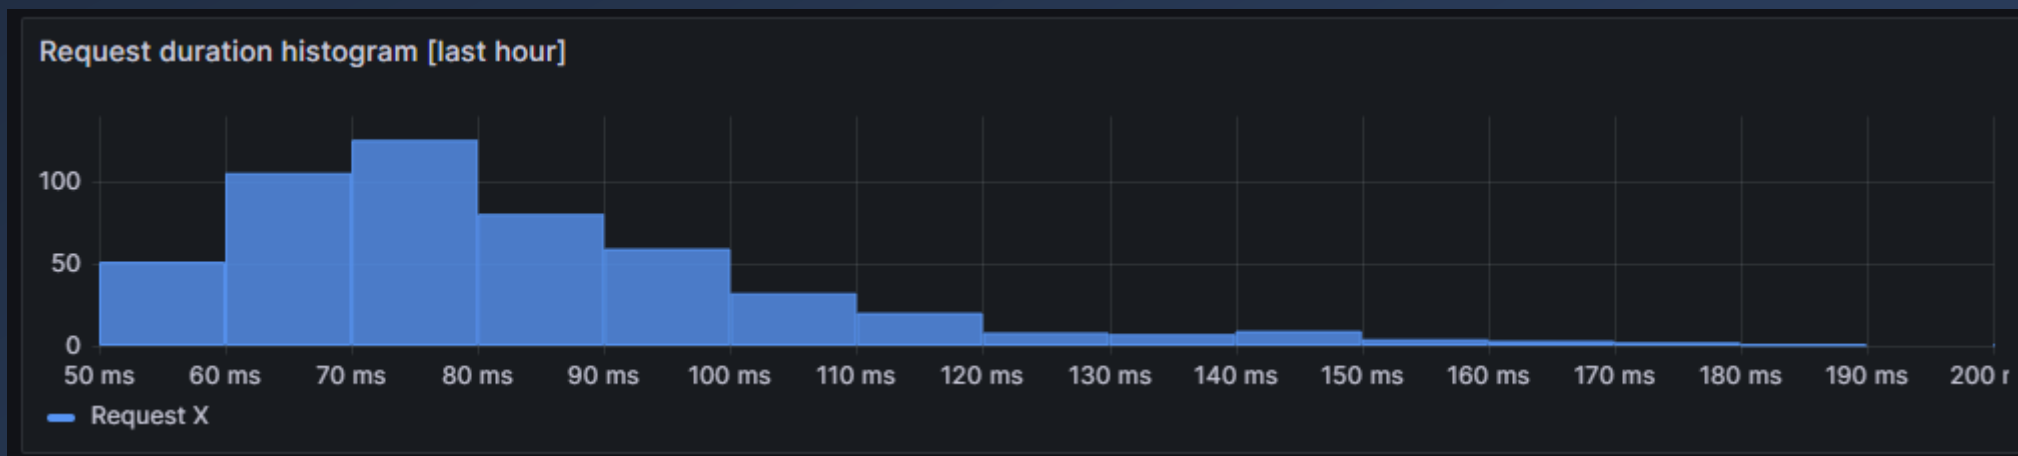 Request duration histogram [last hour]
100
50
0
50 ms 60 ms 70 ms 80 ms 90 ms 100 ms 110 ms 120 ms 130 ms 140 ms 150 ms 160 ms 170 ms 180 ms 190 ms 200
Request X